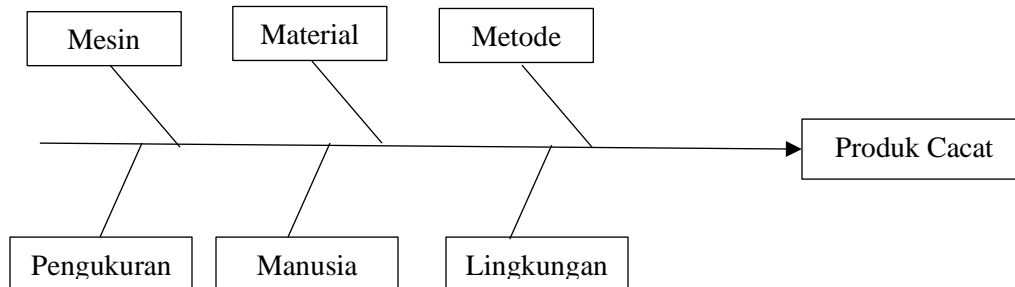 Mesin
Material
Metode
Produk Cacat
Pengukuran
Manusia
Lingkungan